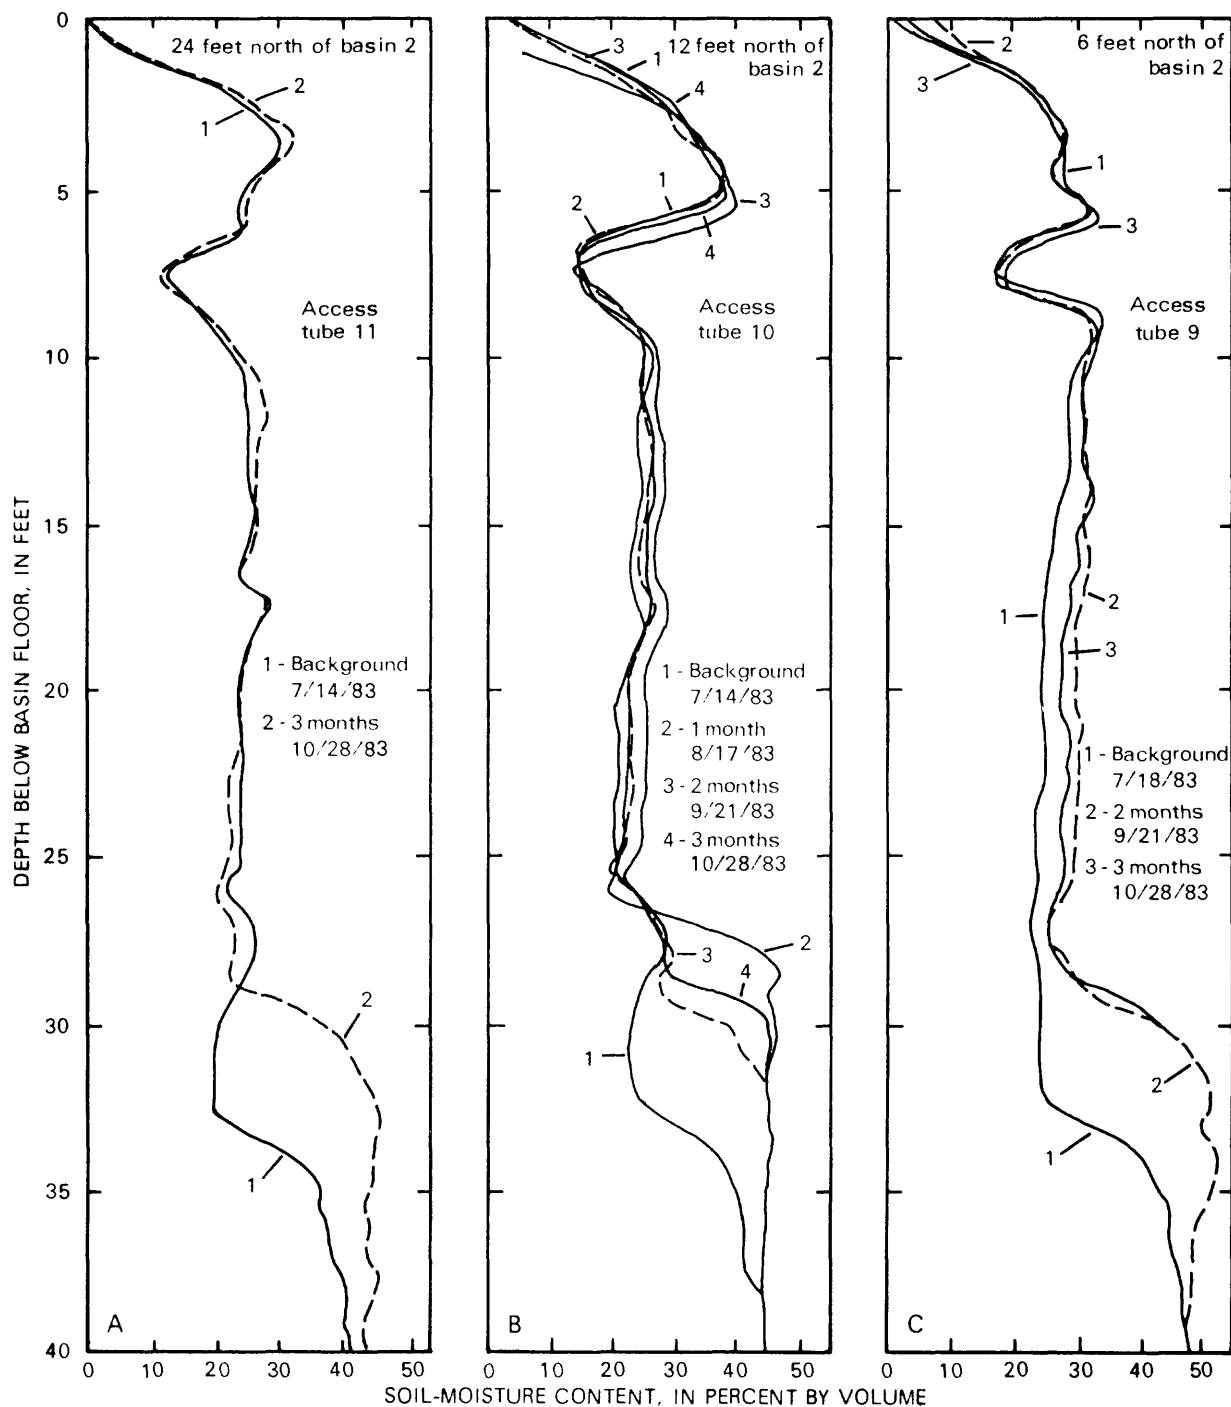 24 feet north of basin 2
12 feet north of
basin 2
6 feet north of
basin 2
0
5
10
15
20
25
30
35
40
DEPTH BELOW BASIN FLOOR, IN FEET
2
1
Access
tube 11
1 - Background
7/14/83
2 - 3 months
10/28/83
2
1
A
0
10
20
30
40
50
3
1
4
1
2
3
4
Access
tube 10
1 - Background
7/14/83
2 - 1 month
8/17/83
3 - 2 months
9/21/83
4 - 3 months
10/28/83
2
3
4
1
B
0
10
20
30
40
50
2
3
1
3
Access
tube 9
1
2
3
1 - Background
7/18/83
2 - 2 months
9/21/83
3 - 3 months
10/28/83
2
1
C
10
20
30
40
50
SOIL-MOISTURE CONTENT, IN PERCENT BY VOLUME